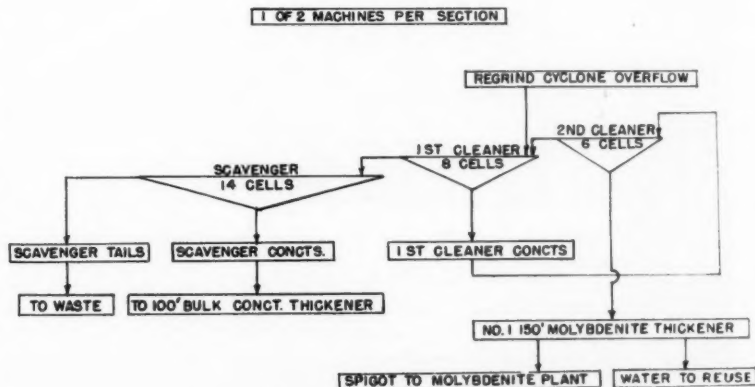 1 OF 2 MACHINES PER SECTION
REGRIND CYCLONE OVERFLOW
2ND CLEANER
6 CELLS
1ST CLEANER
8 CELLS
SCAVENGER
14 CELLS
SCAVENGER TAILS
SCAVENGER CONCTS.
1ST CLEANER CONCTS
TO WASTE
TO 100' BULK CONCT. THICKENER
NO. 1 150' MOLYBDENITE THICKENER
SPIGOT TO MOLYBDENITE PLANT
WATER TO REUSE